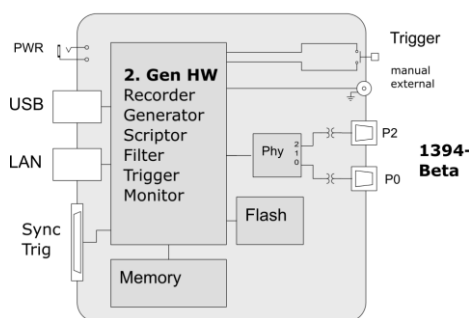 PWR
USB
LAN
Sync
Trig
2. Gen HW
Recorder
Generator
Scriptor
Filter
Trigger
Monitor
Memory
Flash
Phy
2
1
0
Trigger
manual
external
P2
1394-
Beta
P0